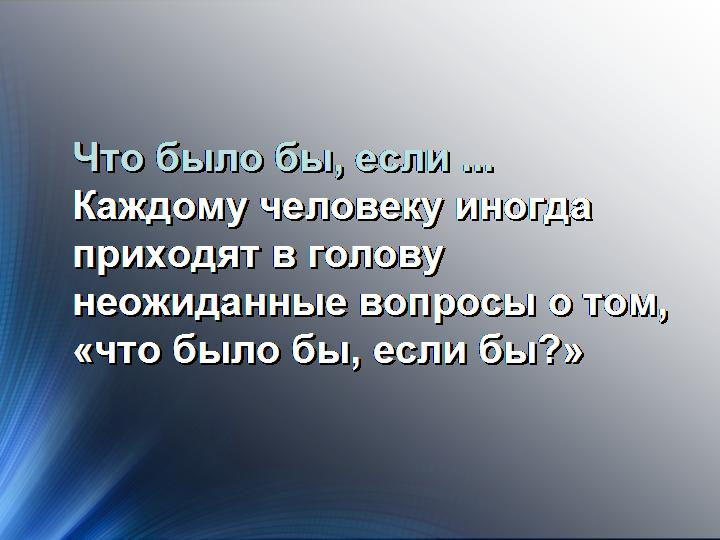 Что было бы, если ...
Каждому человеку иногда
приходят в голову
неожиданные вопросы о том,
«что было бы, если бы?»